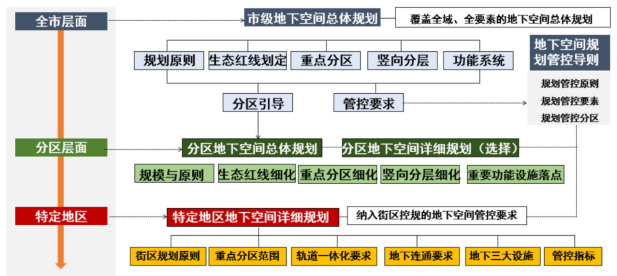 全市层面
市级地下空间总体规划
覆盖全域、全要素的地下空间总体规划
地下空间规
划管控导则
规划管控原则
规划管控要素
规划管控分区
规划原则
生态红线划定
重点分区
竖向分层
功能系统
分区引导
管控要求
分区层面
分区地下空间总体规划
分区地下空间详细规划（选择）
规模与原则
生态红线细化
重点分区细化
竖向分层细化
重要功能设施落点
特定地区
特定地区地下空间详细规划
纳入街区控规的地下空间管控要求
街区规划原则
重点分区范围
轨道一体化要求
地下连通要求
地下三大设施
管控指标